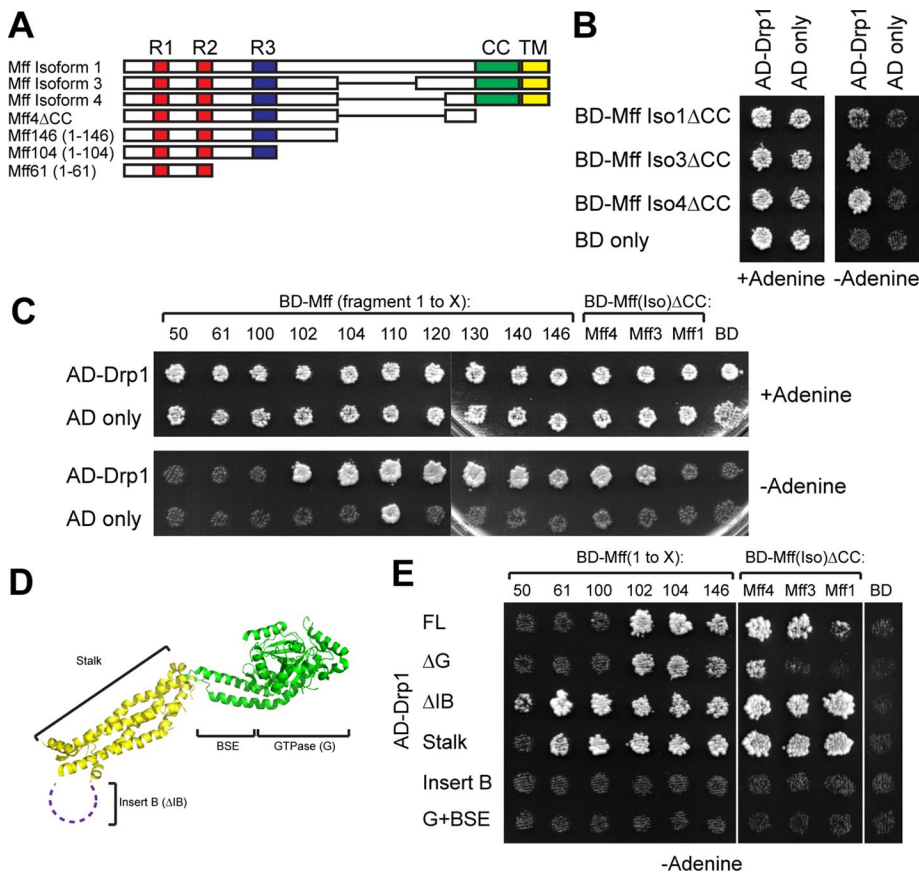 A
R1 R2 R3 CC TM
Mff Isoform 1
Mff Isoform 3
Mff Isoform 4
Mff4ΔCC
Mff146 (1-146)
Mff104 (1-104)
Mff61 (1-61)
B
AD-Drp1 AD only AD-Drp1 AD only
BD-Mff Iso1ΔCC
BD-Mff Iso3ΔCC
BD-Mff Iso4ΔCC
BD only
+Adenine -Adenine
C
BD-Mff (fragment 1 to X): BD-Mff(Iso)ΔCC:
50 61 100 102 104 110 120 130 140 146 Mff4 Mff3 Mff1 BD
AD-Drp1
AD only
+Adenine
AD-Drp1
AD only
-Adenine
D
Stalk
BSE GTPase (G)
Insert B (ΔIB)
E
BD-Mff(1 to X): BD-Mff(Iso)ΔCC:
50 61 100 102 104 146 Mff4 Mff3 Mff1 BD
AD-Drp1
FL
ΔG
ΔIB
Stalk
Insert B
G+BSE
-Adenine